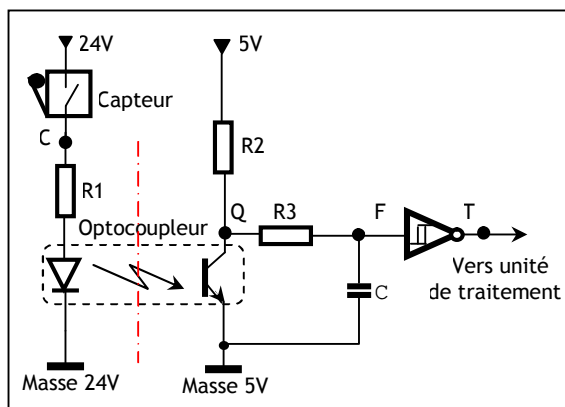 24V
5V
Capteur
C
R2
R1
Optocoupleur
Q
R3
F
T
C
Vers unité
de traitement
Masse 24V
Masse 5V